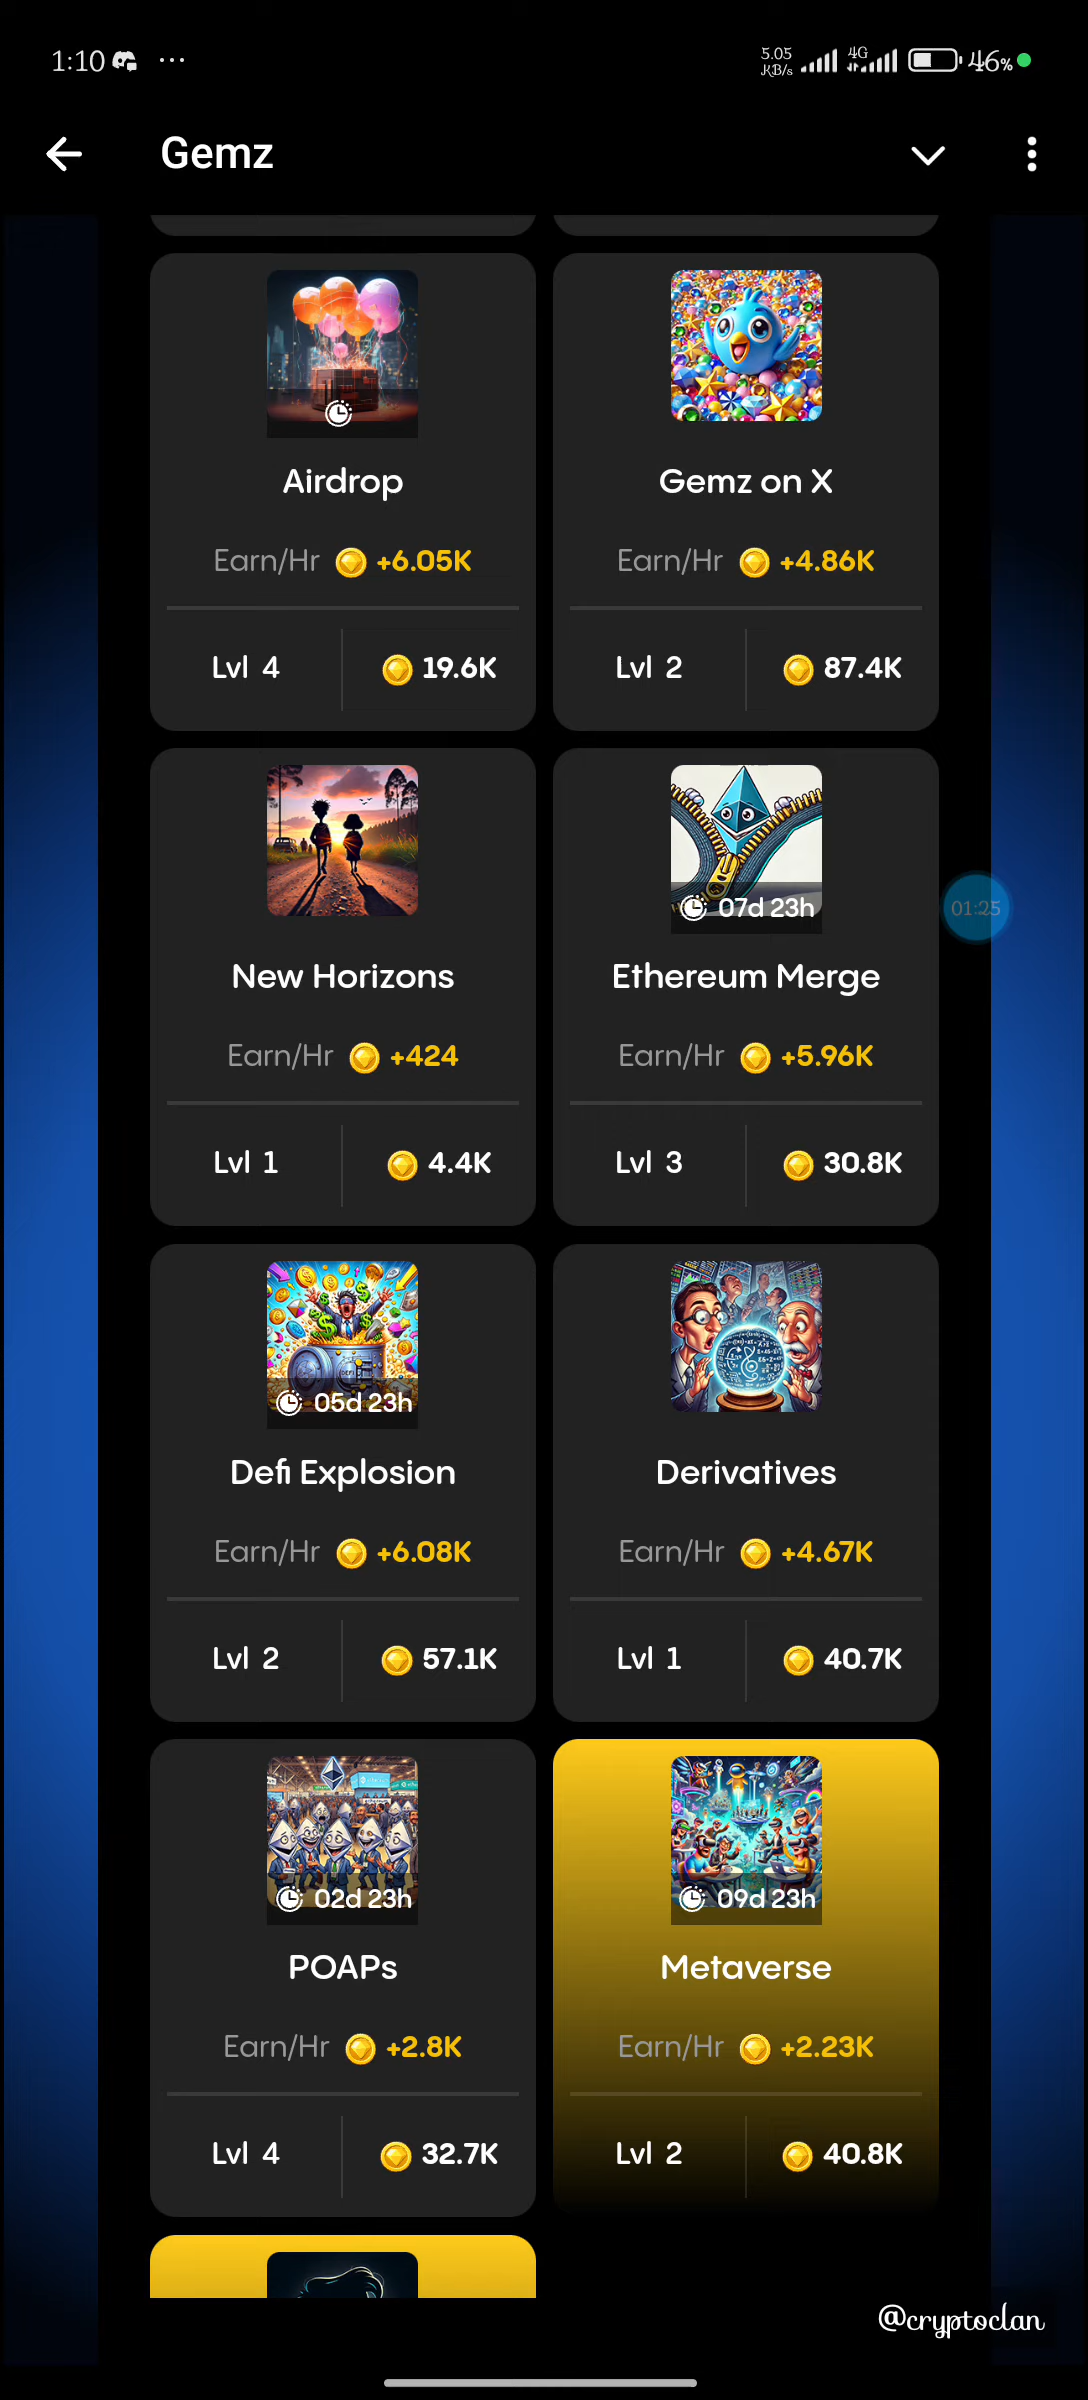 1:10 ... 5.05 KB/s 4G 46%
Gemz
Airdrop
Earn/Hr +6.05K
Lvl 4 19.6K
Gemz on X
Earn/Hr +4.86K
Lvl 2 87.4K
New Horizons
Earn/Hr +424
Lvl 1 4.4K
07d 23h
Ethereum Merge
Earn/Hr +5.96K
Lvl 3 30.8K
01:25
05d 23h
Defi Explosion
Earn/Hr +6.08K
Lvl 2 57.1K
Derivatives
Earn/Hr +4.67K
Lvl 1 40.7K
02d 23h
POAPs
Earn/Hr +2.8K
Lvl 4 32.7K
09d 23h
Metaverse
Earn/Hr +2.23K
Lvl 2 40.8K
@cryptoclan